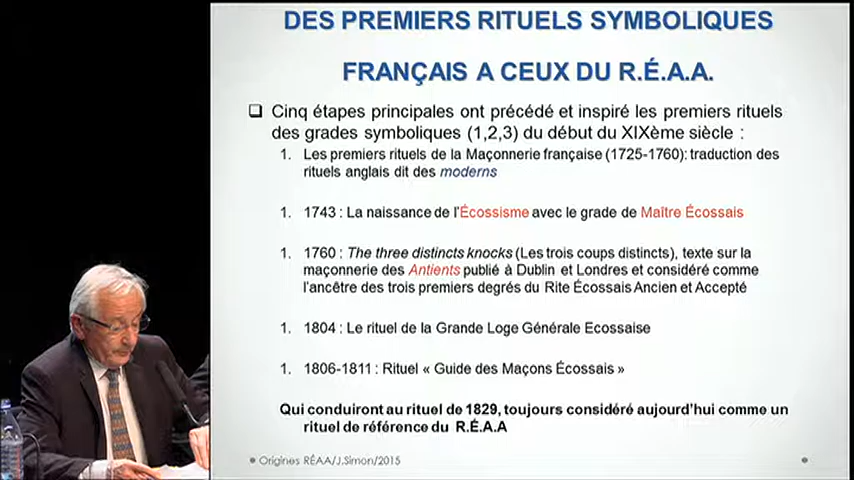 DES PREMIERS RITUELS SYMBOLIQUES
FRANÇAIS A CEUX DU R.É.A.A.
Cinq étapes principales ont précédé et inspiré les premiers rituels
des grades symboliques (1,2,3) du début du XIXème siècle :
1. Les premiers rituels de la Maçonnerie française (1725-1760): traduction des
rituels anglais dit des moderns
1. 1743 : La naissance de l'Écossisme avec le grade de Maître Écossais
1. 1760 : The three distincts knocks (Les trois coups distincts), texte sur la
maçonnerie des Antients publié à Dublin et Londres et considéré comme
l'ancêtre des trois premiers degrés du Rite Écossais Ancien et Accepté
1. 1804 : Le rituel de la Grande Loge Générale Ecossaise
1. 1806-1811 : Rituel « Guide des Maçons Écossais »
Qui conduiront au rituel de 1829, toujours considéré aujourd'hui comme un
rituel de référence du R.É.A.A
Origines RÉAA/J.Simon/2015